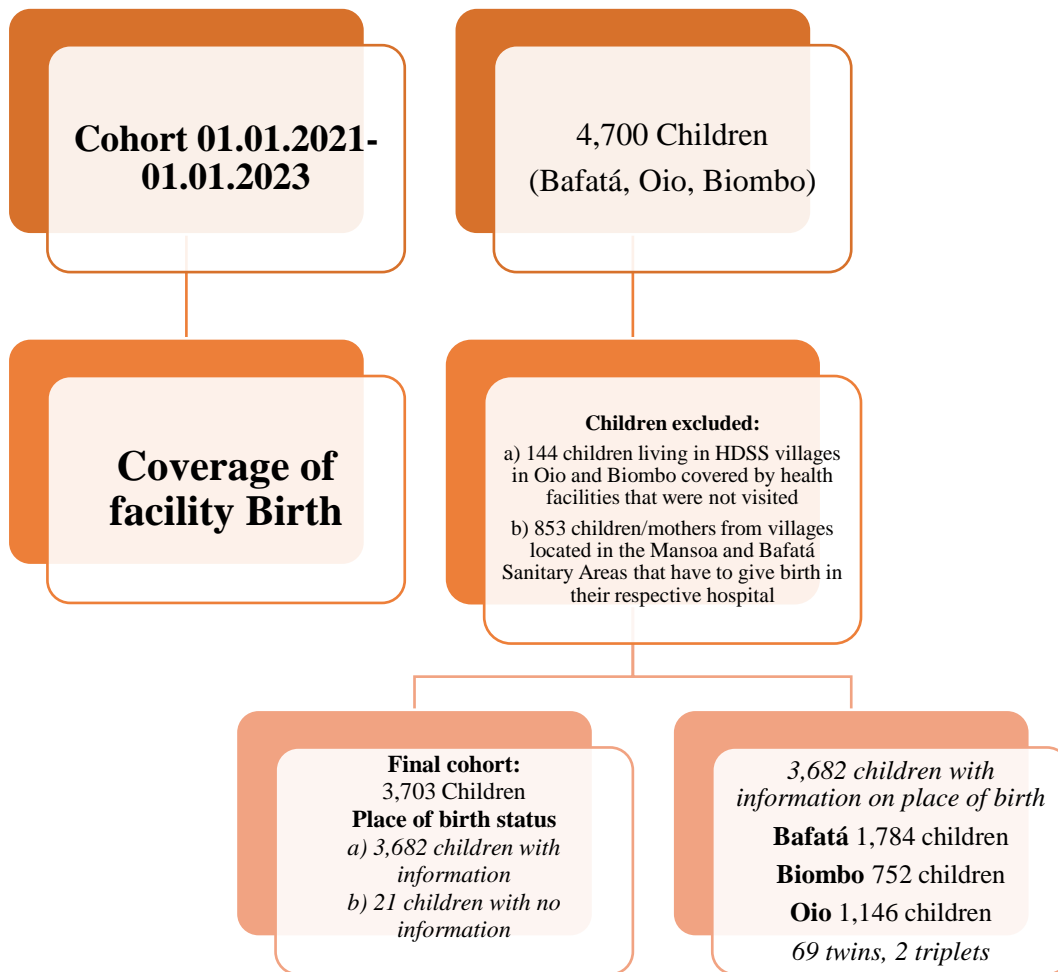 Cohort 01.01.2021-
01.01.2023
4,700 Children
(Bafatá, Oio, Biombo)
Coverage of
facility Birth
Children excluded:
a) 144 children living in HDSS villages
in Oio and Biombo covered by health
facilities that were not visited
b) 853 children/mothers from villages
located in the Mansoa and Bafatá
Sanitary Areas that have to give birth in
their respective hospital
Final cohort:
3,703 Children
Place of birth status
a) 3,682 children with
information
b) 21 children with no
information
3,682 children with
information on place of birth
Bafatá 1,784 children
Biombo 752 children
Oio 1,146 children
69 twins, 2 triplets